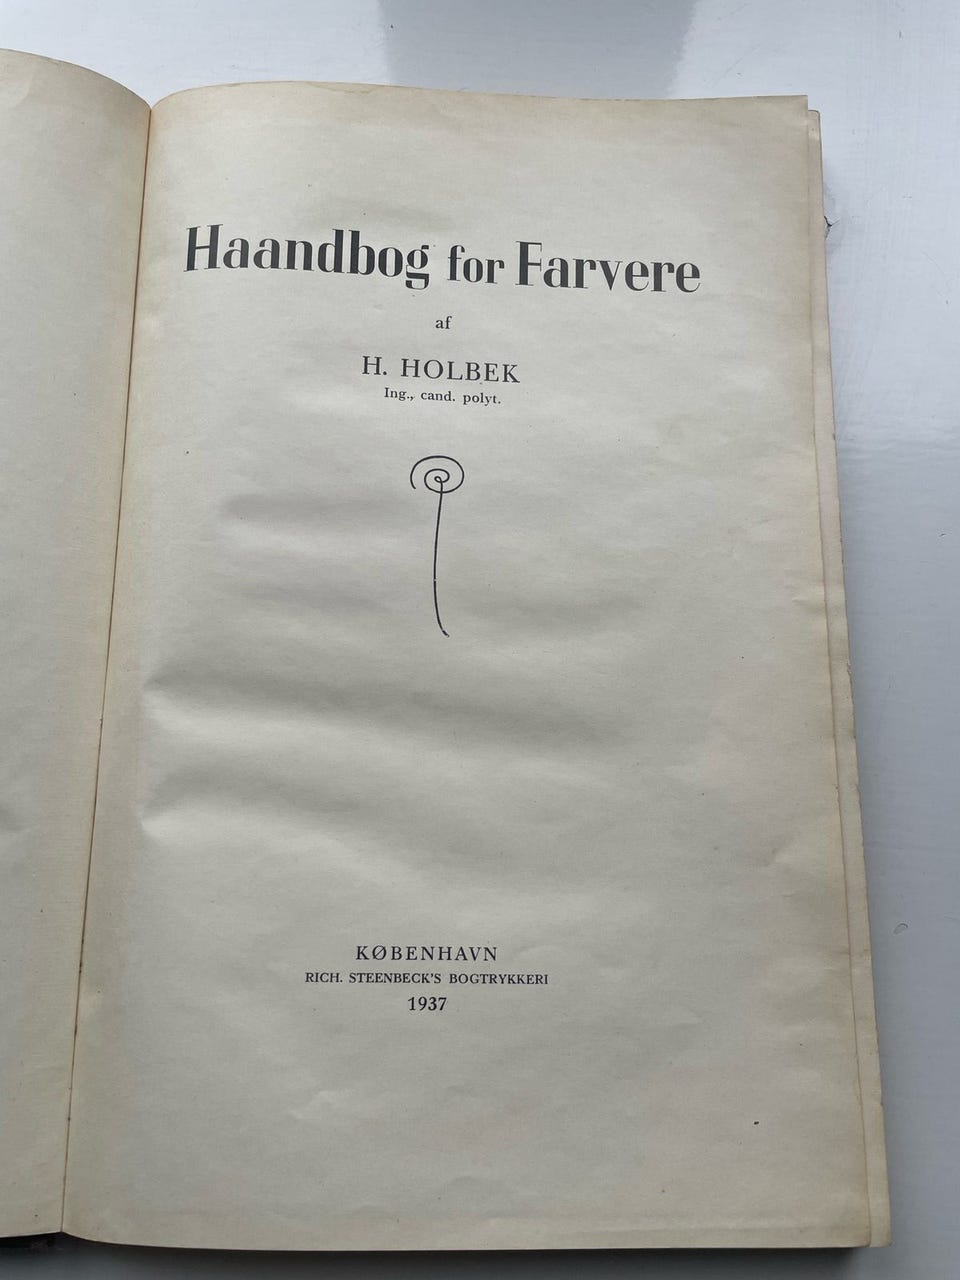 Haandbog for Farvere
af
H. HOLBEK
Ing., cand. polyt.
KØBENHAVN
RICH. STEENBECK'S BOGTRYKKERI
1937